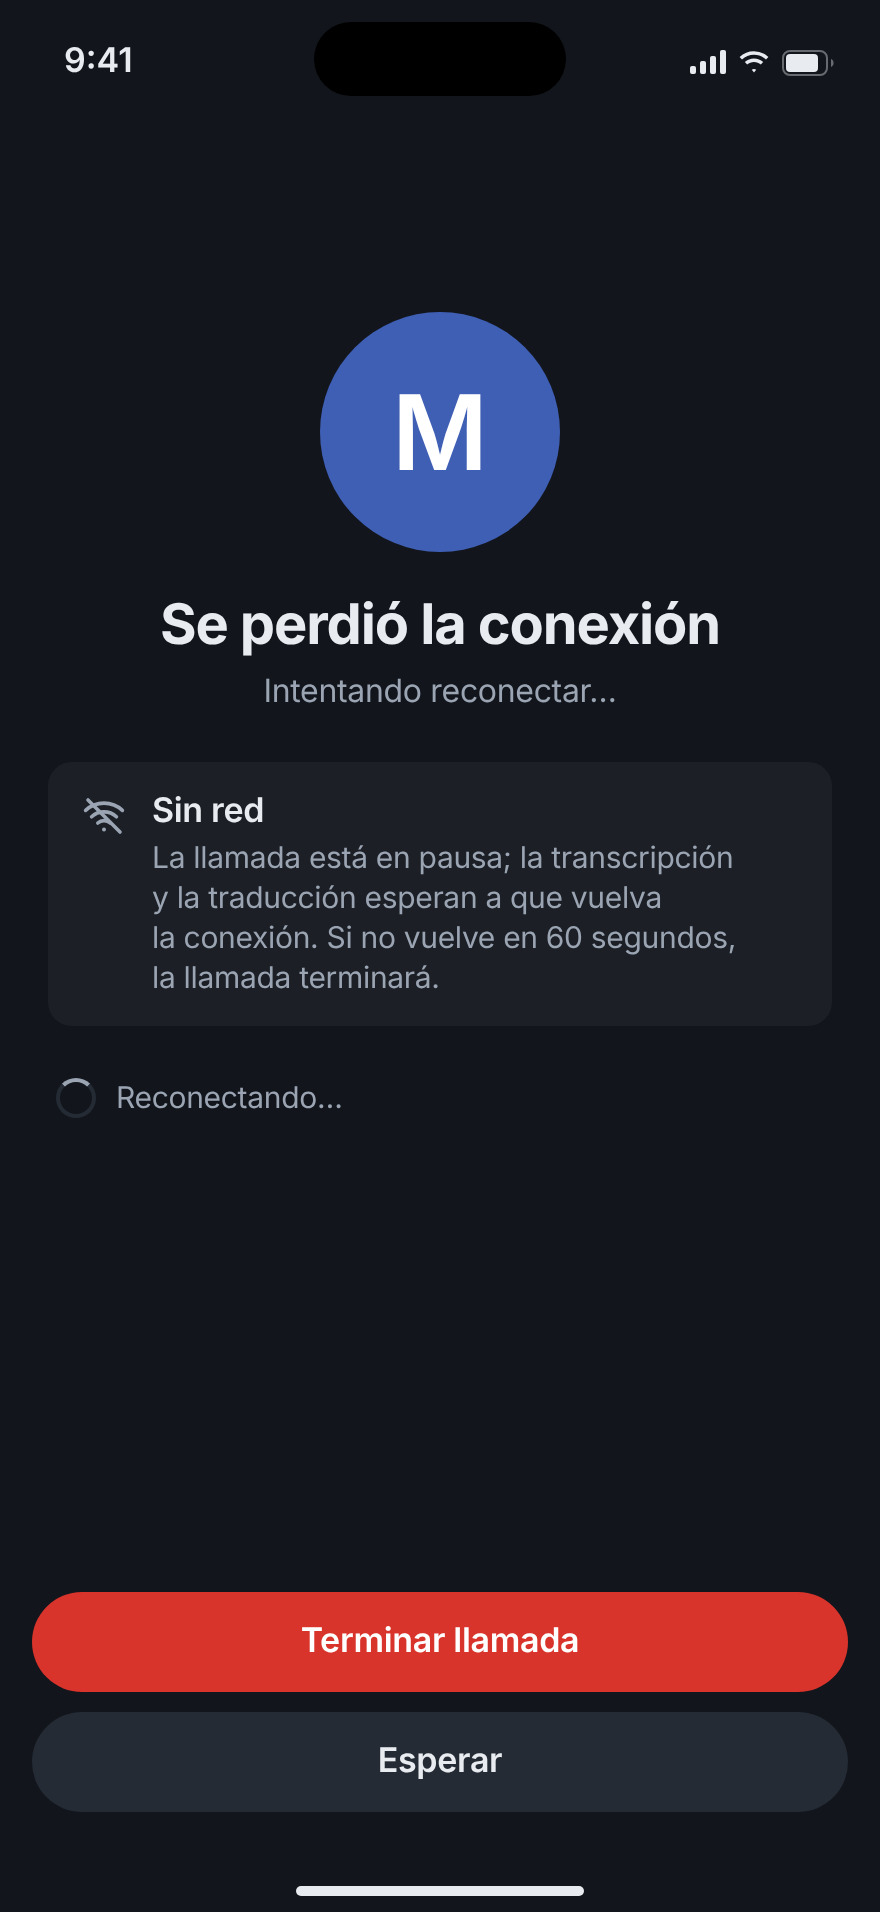 9:41
M
Se perdió la conexión
Intentando reconectar...
Sin red
La llamada está en pausa; la transcripción
y la traducción esperan a que vuelva
la conexión. Si no vuelve en 60 segundos,
la llamada terminará.
Reconectando...
Terminar llamada
Esperar